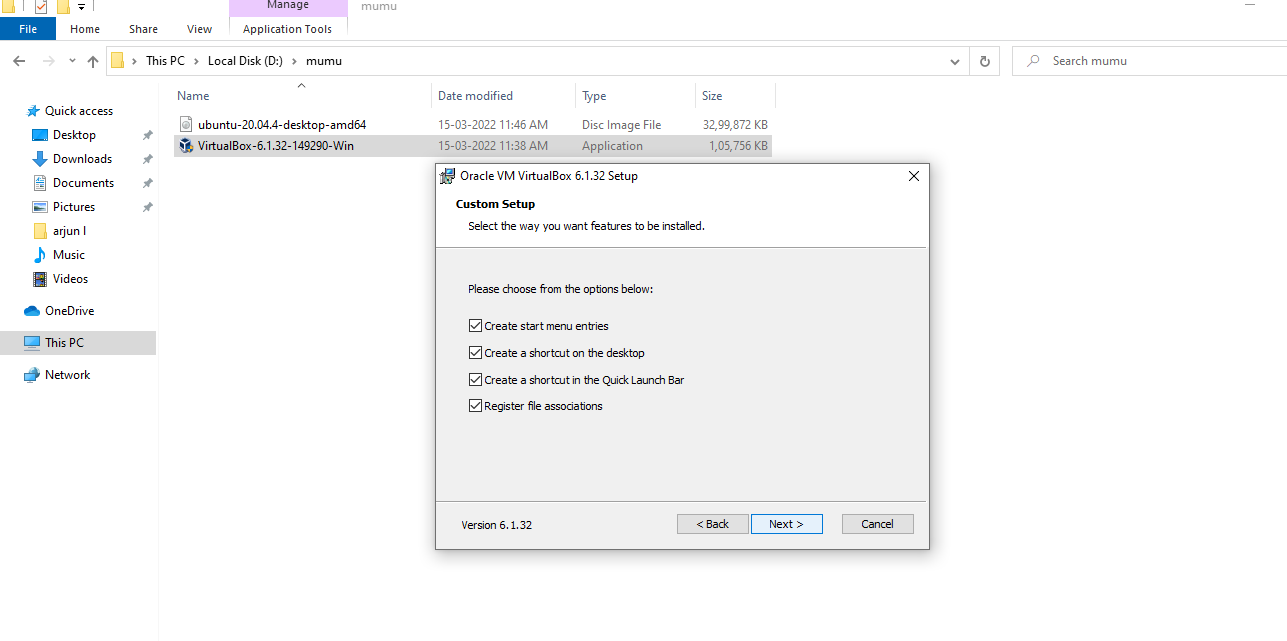 Manage
mumu
File
Home
Share
View
Application Tools
This PC
Local Disk (D:)
mumu
Search mumu
Name
Date modified
Type
Size
Quick access
Desktop
Downloads
Documents
Pictures
arjun I
Music
Videos
OneDrive
This PC
Network
ubuntu-20.04.4-desktop-amd64 15-03-2022 11:46 AM Disc Image File 32,99,872 KB
VirtualBox-6.1.32-149290-Win 15-03-2022 11:38 AM Application 1,05,756 KB
Oracle VM VirtualBox 6.1.32 Setup
Custom Setup
Select the way you want features to be installed.
Please choose from the options below:
Create start menu entries
Create a shortcut on the desktop
Create a shortcut in the Quick Launch Bar
Register file associations
Version 6.1.32
< Back
Next >
Cancel